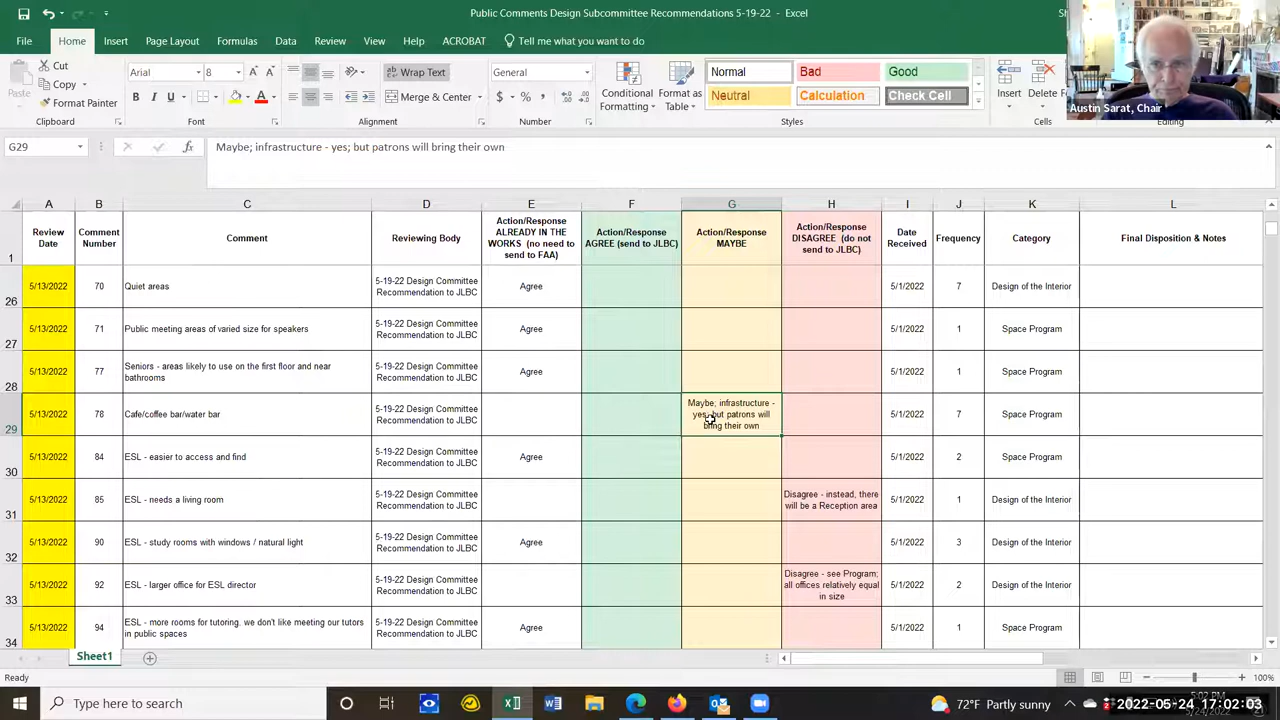 Public Comments Design Subcommittee Recommendations 5-19-22 - Excel
File Home Insert Page Layout Formulas Data Review View Help ACROBAT Tell me what you want to do
Cut
Copy
Format Painter
Paste
Clipboard
Arial 8
B I U
Font
Wrap Text
Merge & Center
Alignment
General
$ % ,
Number
Conditional Formatting
Format as Table
Normal Bad Good
Neutral Calculation Check Cell
Styles
Insert Delete
Cells
Editing
Austin Sarat, Chair
G29 Maybe; infrastructure - yes; but patrons will bring their own
A B C D E F G H I J K L
1 Review Date Comment Number Comment Reviewing Body Action/Response ALREADY IN THE WORKS (no need to send to FAA) Action/Response AGREE (send to JLBC) Action/Response MAYBE Action/Response DISAGREE (do not send to JLBC) Date Received Frequency Category Final Disposition & Notes
26 5/13/2022 70 Quiet areas 5-19-22 Design Committee Recommendation to JLBC Agree 5/1/2022 7 Design of the Interior
27 5/13/2022 71 Public meeting areas of varied size for speakers 5-19-22 Design Committee Recommendation to JLBC Agree 5/1/2022 1 Space Program
28 5/13/2022 77 Seniors - areas likely to use on the first floor and near bathrooms 5-19-22 Design Committee Recommendation to JLBC Agree 5/1/2022 1 Space Program
29 5/13/2022 78 Cafe/coffee bar/water bar 5-19-22 Design Committee Recommendation to JLBC Maybe; infrastructure - yes; but patrons will bring their own 5/1/2022 7 Space Program
30 5/13/2022 84 ESL - easier to access and find 5-19-22 Design Committee Recommendation to JLBC Agree 5/1/2022 2 Space Program
31 5/13/2022 85 ESL - needs a living room 5-19-22 Design Committee Recommendation to JLBC Disagree - instead, there will be a Reception area 5/1/2022 1 Design of the Interior
32 5/13/2022 90 ESL - study rooms with windows / natural light 5-19-22 Design Committee Recommendation to JLBC Agree 5/1/2022 3 Design of the Interior
33 5/13/2022 92 ESL - larger office for ESL director 5-19-22 Design Committee Recommendation to JLBC Disagree - see Program; all offices relatively equal in size 5/1/2022 2 Design of the Interior
34 5/13/2022 94 ESL - more rooms for tutoring. we don't like meeting our tutors in public spaces 5-19-22 Design Committee Recommendation to JLBC Agree 5/1/2022 1 Space Program
Sheet1
Ready 100%
Type here to search
72°F Partly sunny
5:02 PM
2022-05-24 17:02:03